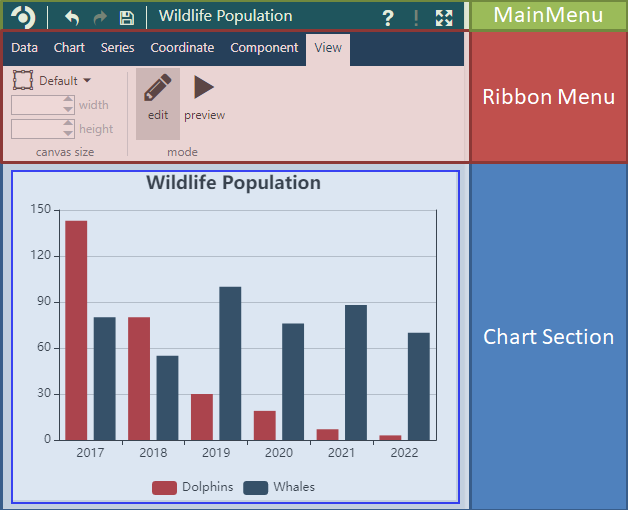 Wildlife Population ? ! MainMenu
Data Chart Series Coordinate Component View
Default
width
height
edit preview
canvas size mode
Ribbon Menu
Wildlife Population
150
120
90
60
30
0
2017 2018 2019 2020 2021 2022
Dolphins Whales
Chart Section